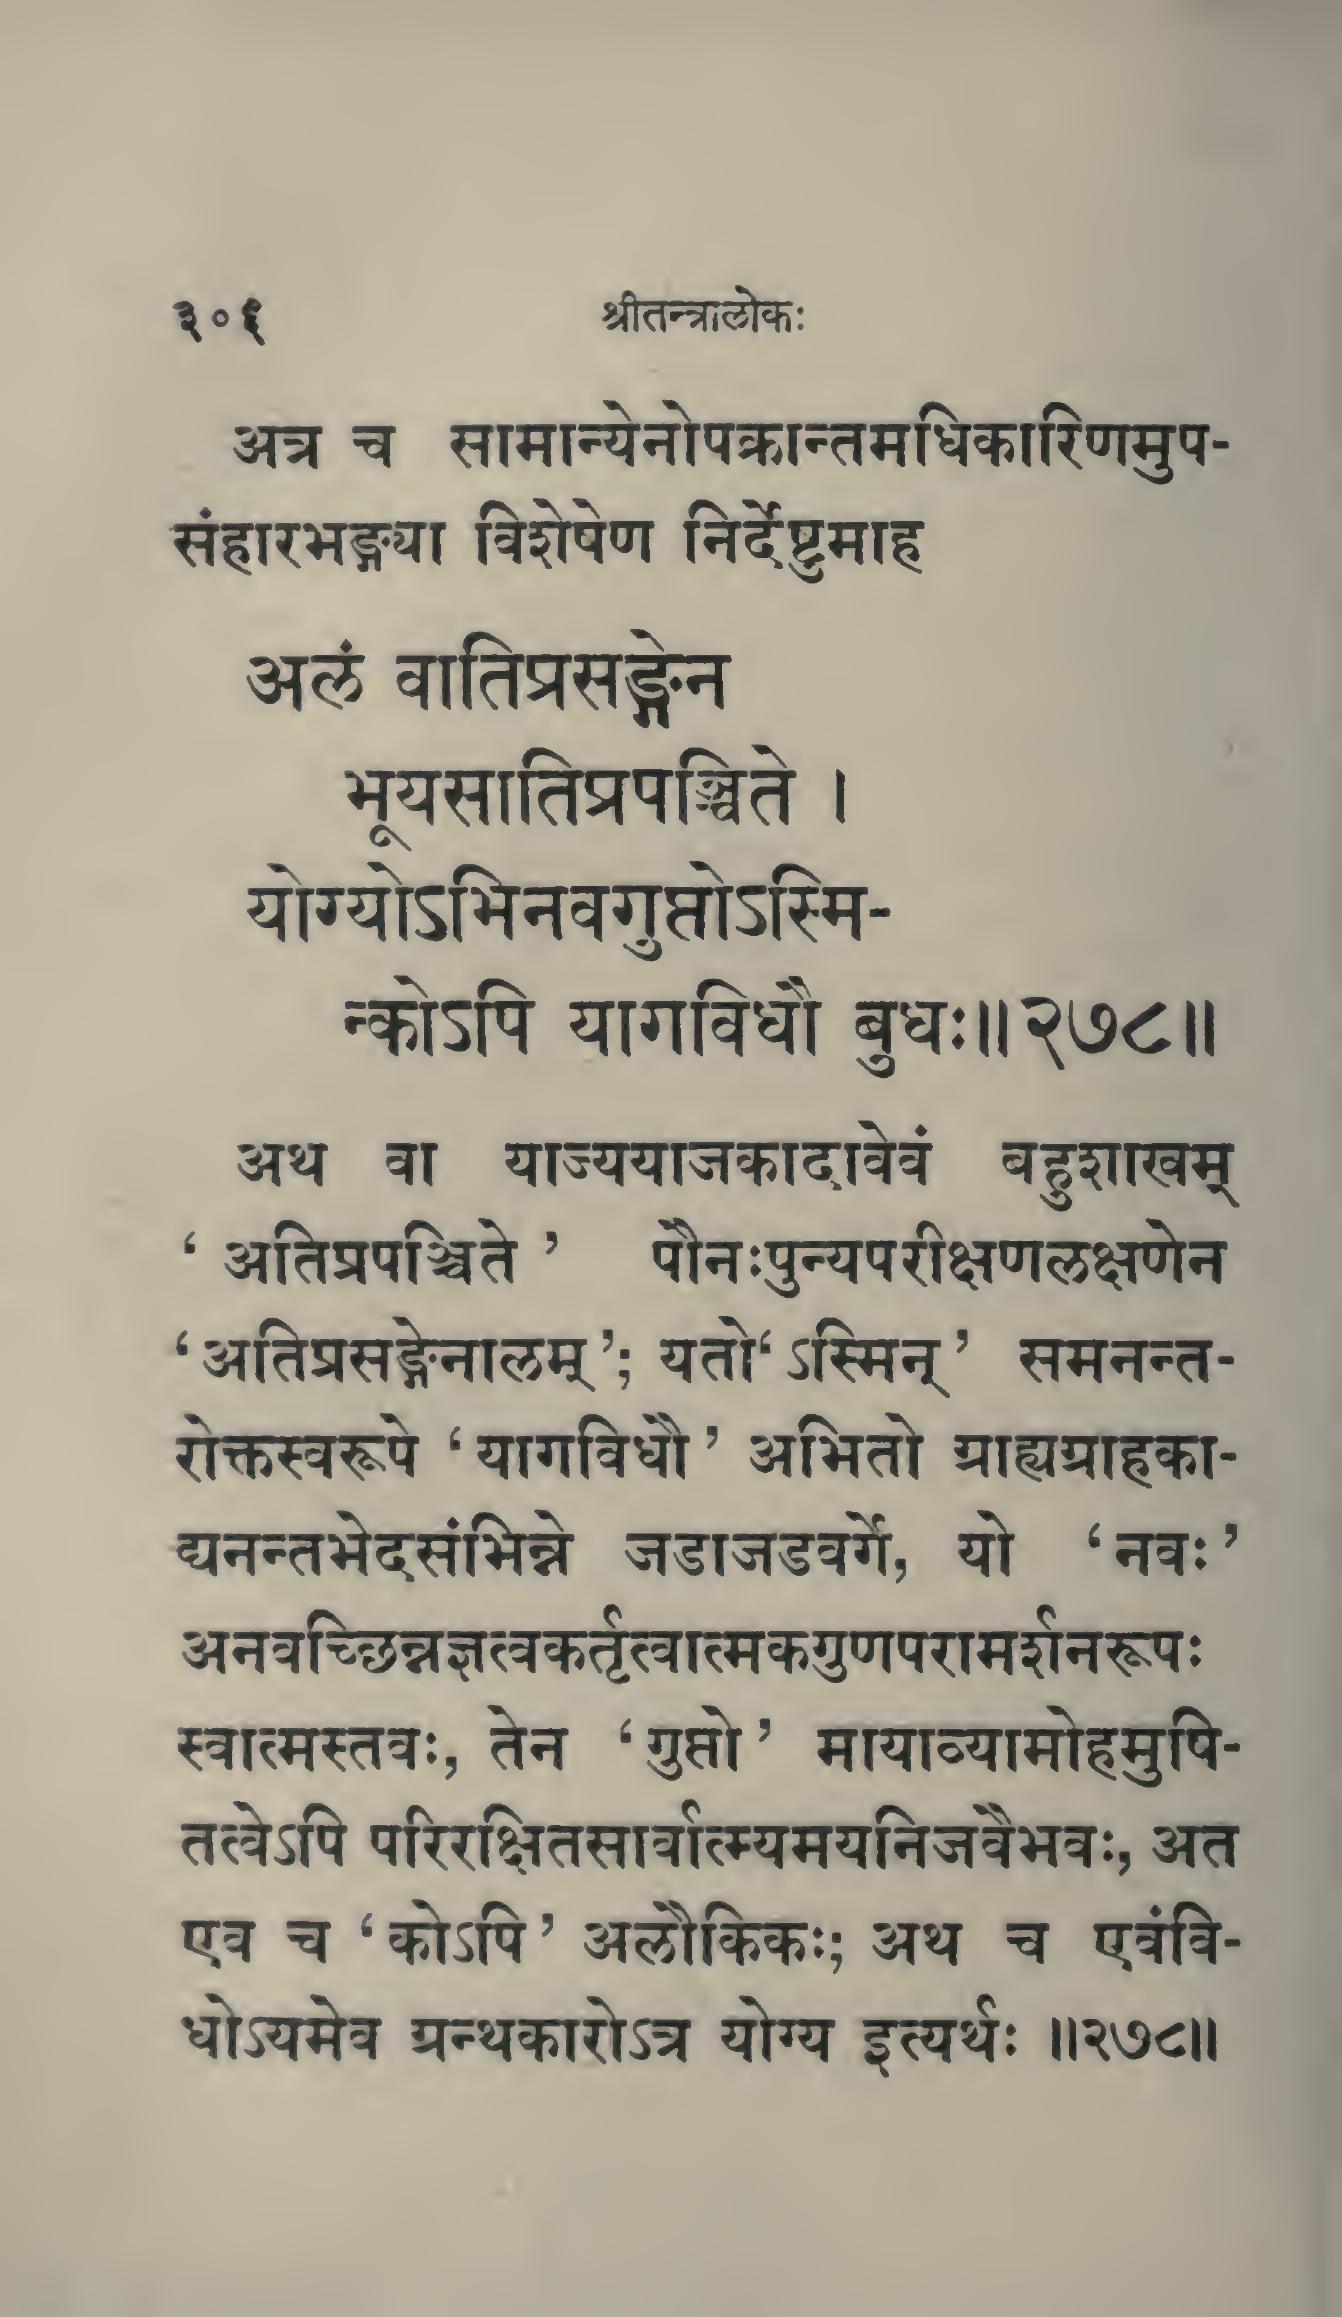 ३०६ श्रीतन्त्रालोकः
अत्र च सामान्येनोपक्रान्तमधिकारिणमुप-
संहारभङ्ग्या विशेषेण निर्देष्टुमाह
अलं वातिप्रसङ्गेन
भूयसातिप्रपञ्चिते ।
योग्योऽभिनवगुप्तोऽस्मि-
न्कोऽपि यागविधौ बुधः॥२७८॥
अथ वा याज्ययाजकादावेवं बहुशाखम्
‘ अतिप्रपञ्चिते ’ पौनःपुन्यपरीक्षणलक्षणेन
‘अतिप्रसङ्गेनालम्’; यतो‘ऽस्मिन्’ समनन्त-
रोक्तस्वरूपे ‘यागविधौ’ अभितो ग्राह्यग्राहका-
द्यनन्तभेदसंभिन्ने जडाजडवर्गे, यो ‘नवः’
अनवच्छिन्नज्ञत्वकर्तृत्वात्मकगुणपरामर्शनरूपः
स्वात्मस्तवः, तेन ‘गुप्तो’ मायाव्यामोहमुषि-
तत्वेऽपि परिरक्षितसार्वात्म्यमयनिजवैभवः, अत
एव च ‘कोऽपि’ अलौकिकः; अथ च एवंवि-
धोऽयमेव ग्रन्थकारोऽत्र योग्य इत्यर्थः ॥२७८॥